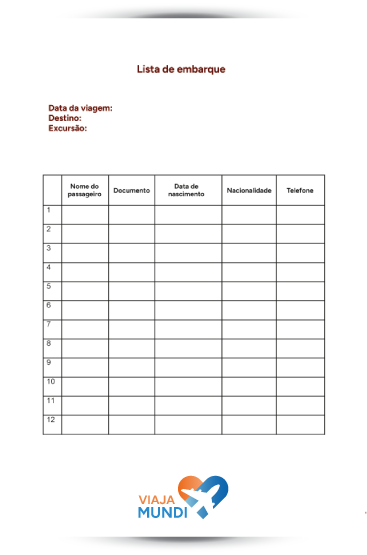 Lista de embarque
Data da viagem:
Destino:
Excursão:
Nome do passageiro Documento Data de nascimento Nacionalidade Telefone
1
2
3
4
5
6
7
8
9
10
11
12
VIAJA
MUNDI